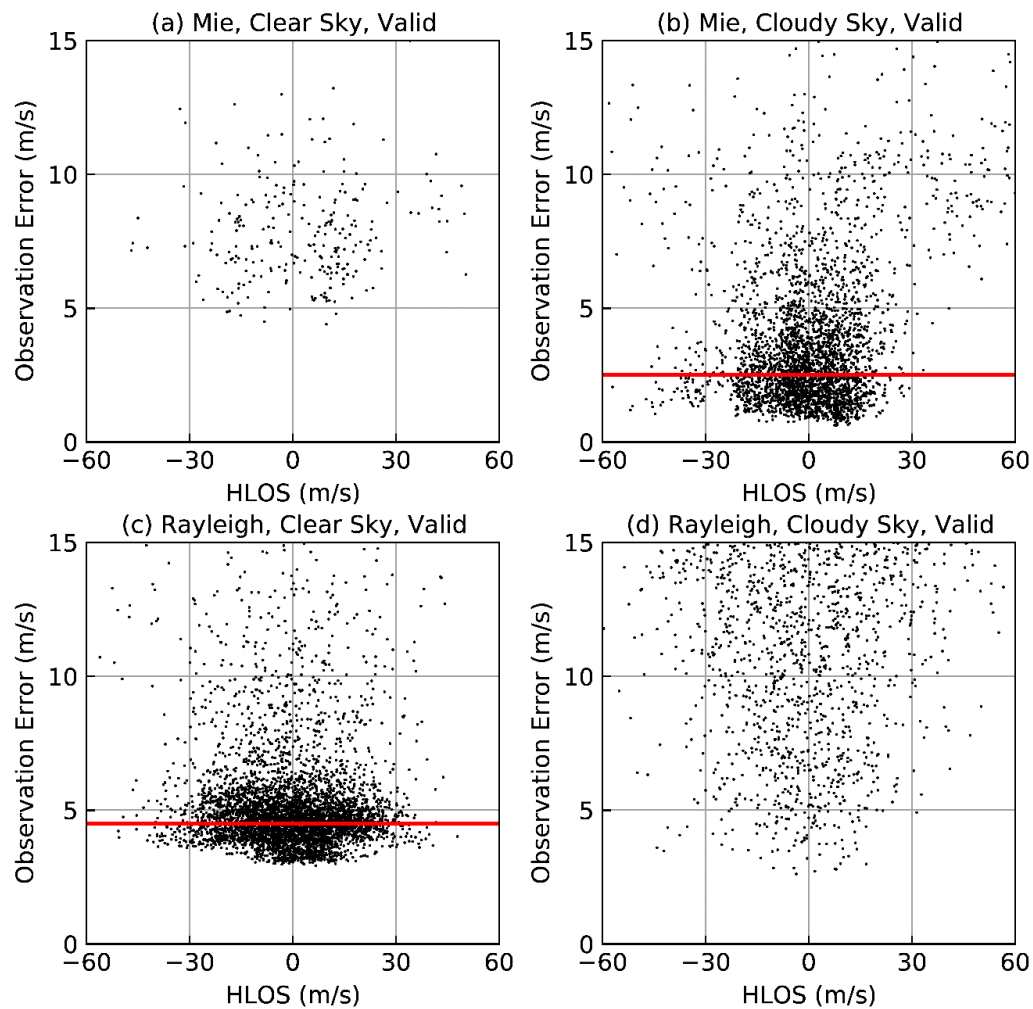 (a) Mie, Clear Sky, Valid
15
10
5
0
Observation Error (m/s)
−60 −30 0 30 60
HLOS (m/s)
(b) Mie, Cloudy Sky, Valid
15
10
5
0
Observation Error (m/s)
−60 −30 0 30 60
HLOS (m/s)
(c) Rayleigh, Clear Sky, Valid
15
10
5
0
Observation Error (m/s)
−60 −30 0 30 60
HLOS (m/s)
(d) Rayleigh, Cloudy Sky, Valid
15
10
5
0
Observation Error (m/s)
−60 −30 0 30 60
HLOS (m/s)